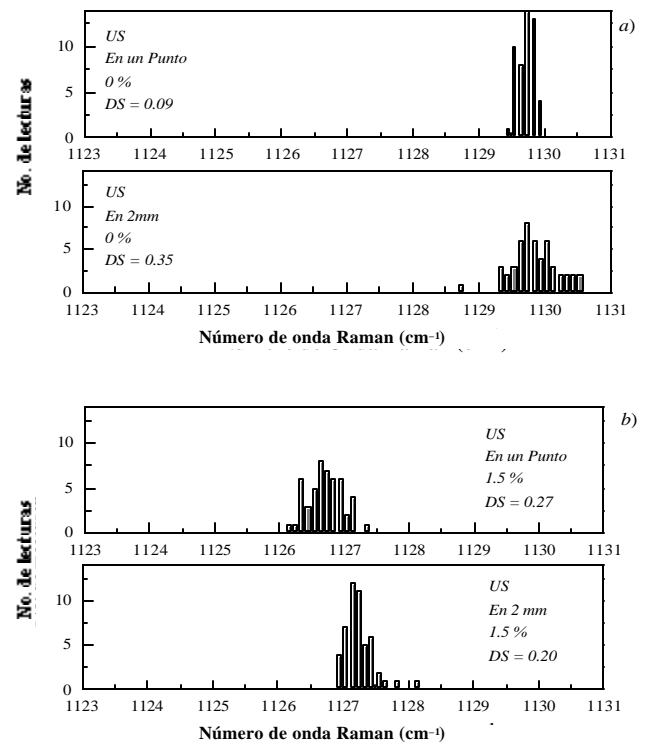 a)
US
En un Punto
0 %
DS = 0.09
10
5
0
1123 1124 1125 1126 1127 1128 1129 1130 1131
No. de lecturas
US
En 2mm
0 %
DS = 0.35
10
5
0
1123 1124 1125 1126 1127 1128 1129 1130 1131
Número de onda Raman (cm⁻¹)
b)
US
En un Punto
1.5 %
DS = 0.27
10
5
0
1123 1124 1125 1126 1127 1128 1129 1130 1131
No. de lecturas
US
En 2 mm
1.5 %
DS = 0.20
10
5
0
1123 1124 1125 1126 1127 1128 1129 1130 1131
Número de onda Raman (cm⁻¹)